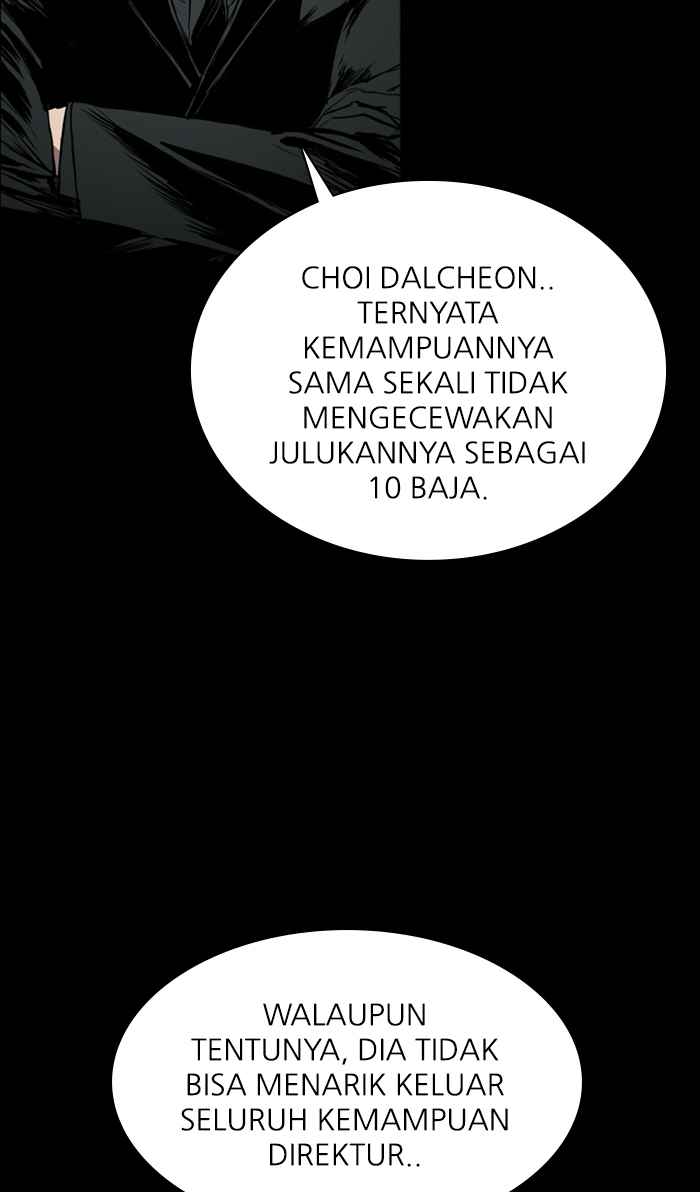 CHOI DALCHEON..
TERNYATA
KEMAMPUANNYA
SAMA SEKALI TIDAK
MENGECEWAKAN
JULUKANNYA SEBAGAI
10 BAJA.
WALAUPUN
TENTUNYA, DIA TIDAK
BISA MENARIK KELUAR
SELURUH KEMAMPUAN
DIREKTUR..